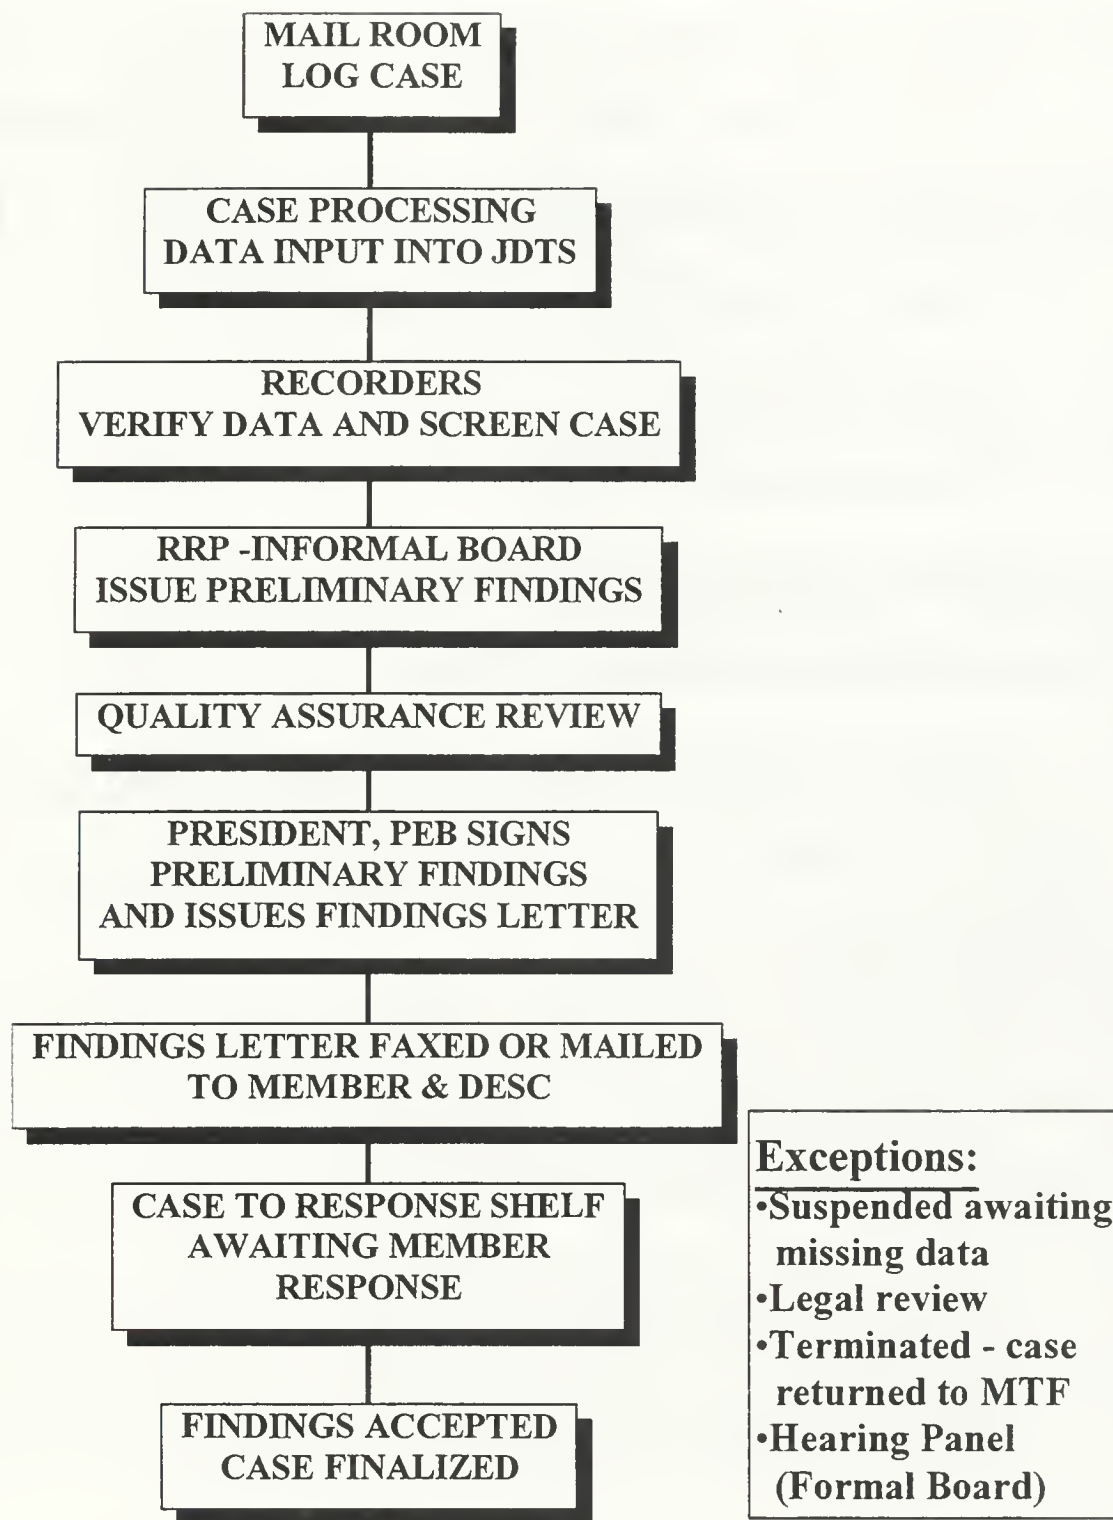 MAIL ROOM
LOG CASE
CASE PROCESSING
DATA INPUT INTO JDTS
RECORDERS
VERIFY DATA AND SCREEN CASE
RRP -INFORMAL BOARD
ISSUE PRELIMINARY FINDINGS
QUALITY ASSURANCE REVIEW
PRESIDENT, PEB SIGNS
PRELIMINARY FINDINGS
AND ISSUES FINDINGS LETTER
FINDINGS LETTER FAXED OR MAILED
TO MEMBER & DESC
CASE TO RESPONSE SHELF
AWAITING MEMBER
RESPONSE
FINDINGS ACCEPTED
CASE FINALIZED
Exceptions:
•Suspended awaiting
missing data
•Legal review
•Terminated - case
returned to MTF
•Hearing Panel
(Formal Board)